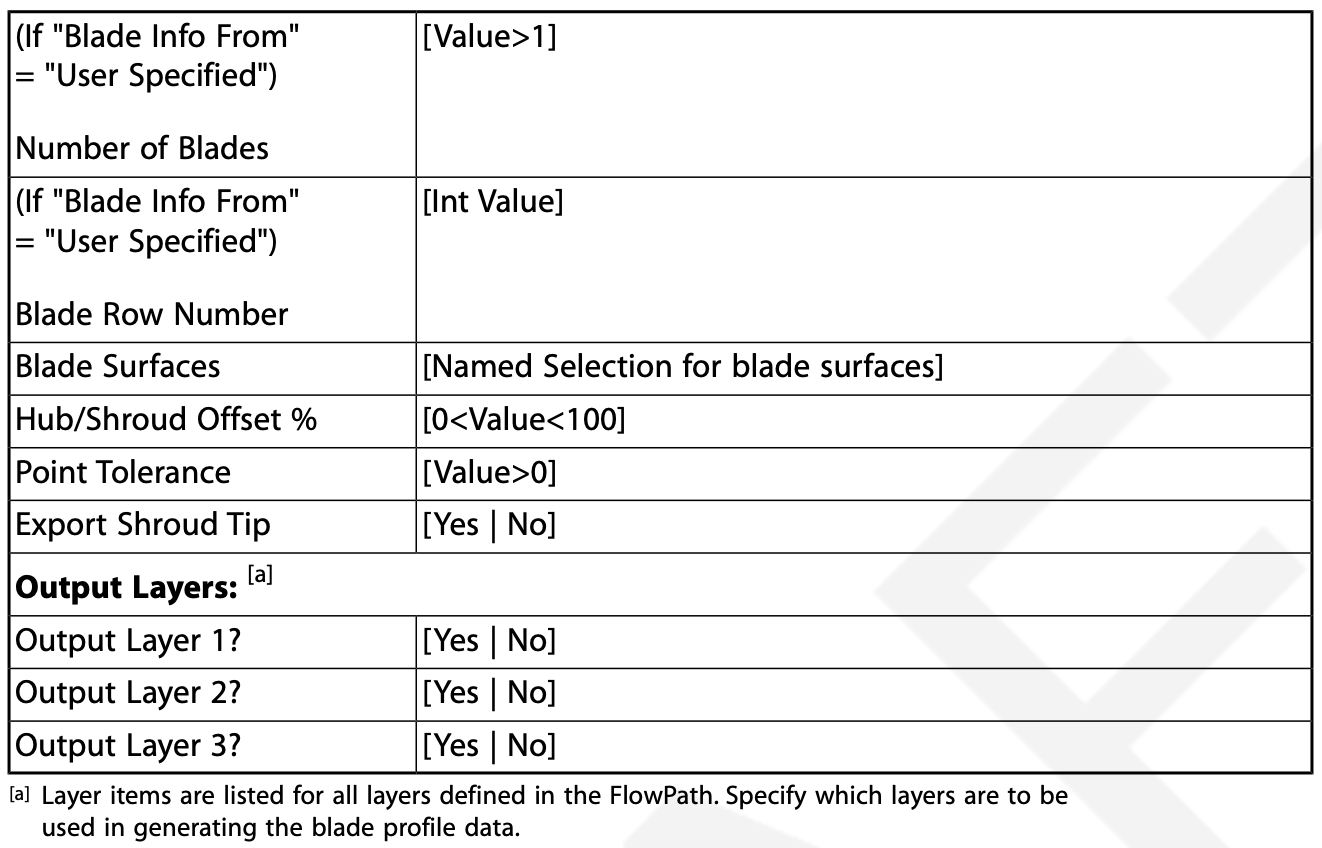 (If "Blade Info From"
= "User Specified")
Number of Blades
[Value>1]
(If "Blade Info From"
= "User Specified")
Blade Row Number
[Int Value]
Blade Surfaces
[Named Selection for blade surfaces]
Hub/Shroud Offset %
[0<Value<100]
Point Tolerance
[Value>0]
Export Shroud Tip
[Yes | No]
Output Layers: [a]
Output Layer 1?
[Yes | No]
Output Layer 2?
[Yes | No]
Output Layer 3?
[Yes | No]
[a] Layer items are listed for all layers defined in the FlowPath. Specify which layers are to be
used in generating the blade profile data.